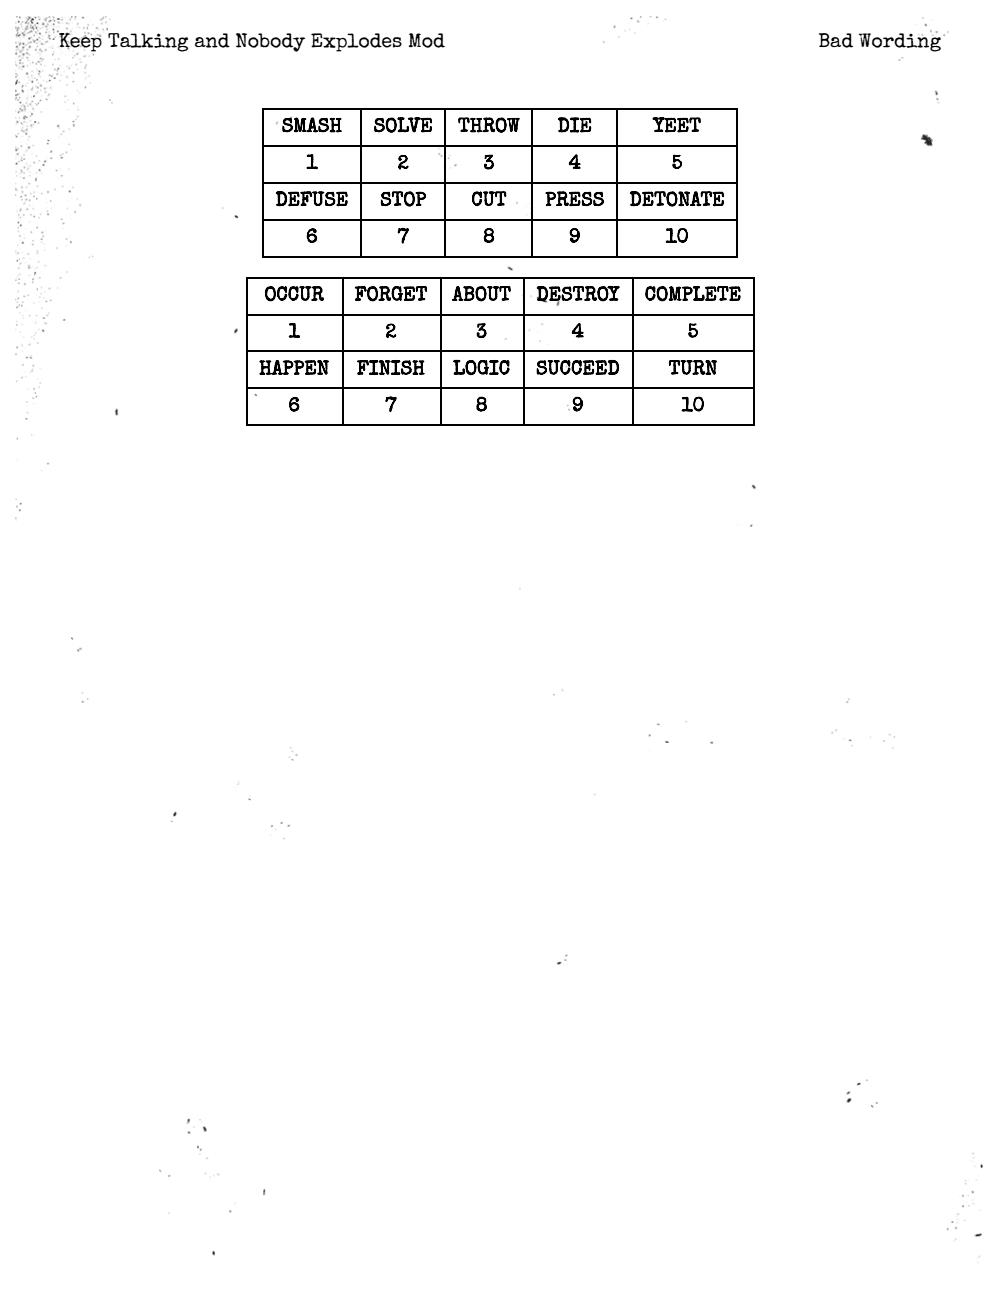 Keep Talking and Nobody Explodes Mod Bad Wording
SMASH SOLVE THROW DIE YEET
1 2 3 4 5
DEFUSE STOP CUT PRESS DETONATE
6 7 8 9 10
OCCUR FORGET ABOUT DESTROY COMPLETE
1 2 3 4 5
HAPPEN FINISH LOGIC SUCCEED TURN
6 7 8 9 10